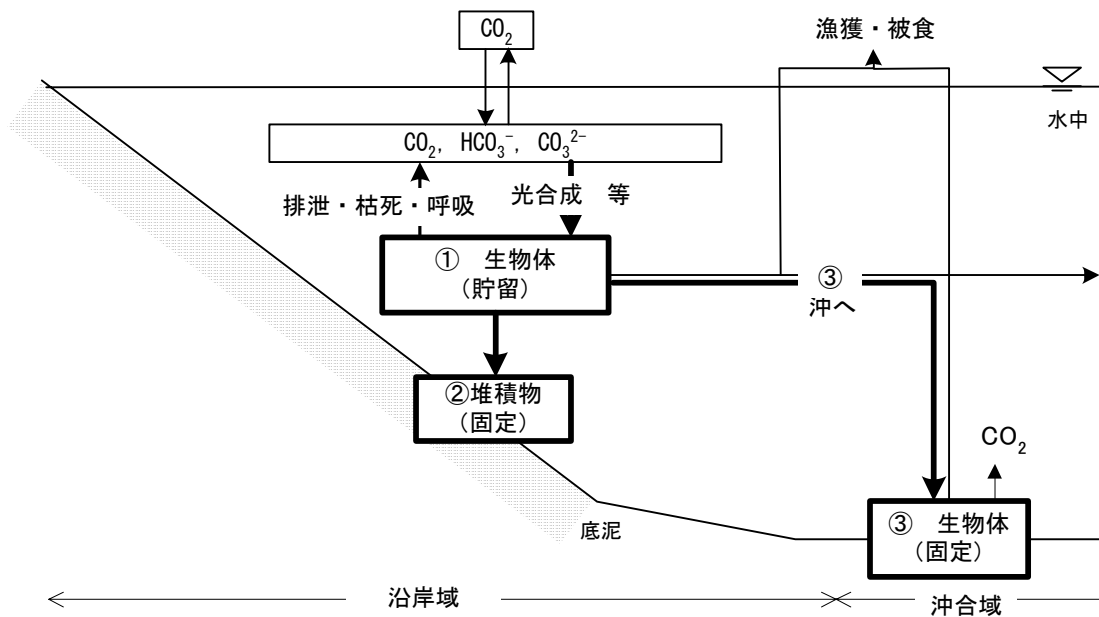 CO₂
漁獲・被食
水中
CO₂, HCO₃⁻, CO₃²⁻
排泄・枯死・呼吸
光合成 等
① 生物体
(貯留)
③
沖へ
②堆積物
(固定)
CO₂
③ 生物体
(固定)
底泥
沿岸域
沖合域